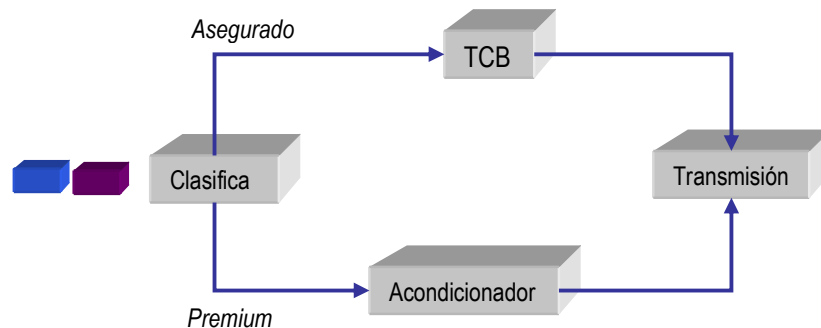 Asegurado
TCB
Clasifica
Transmisión
Acondicionador
Premium